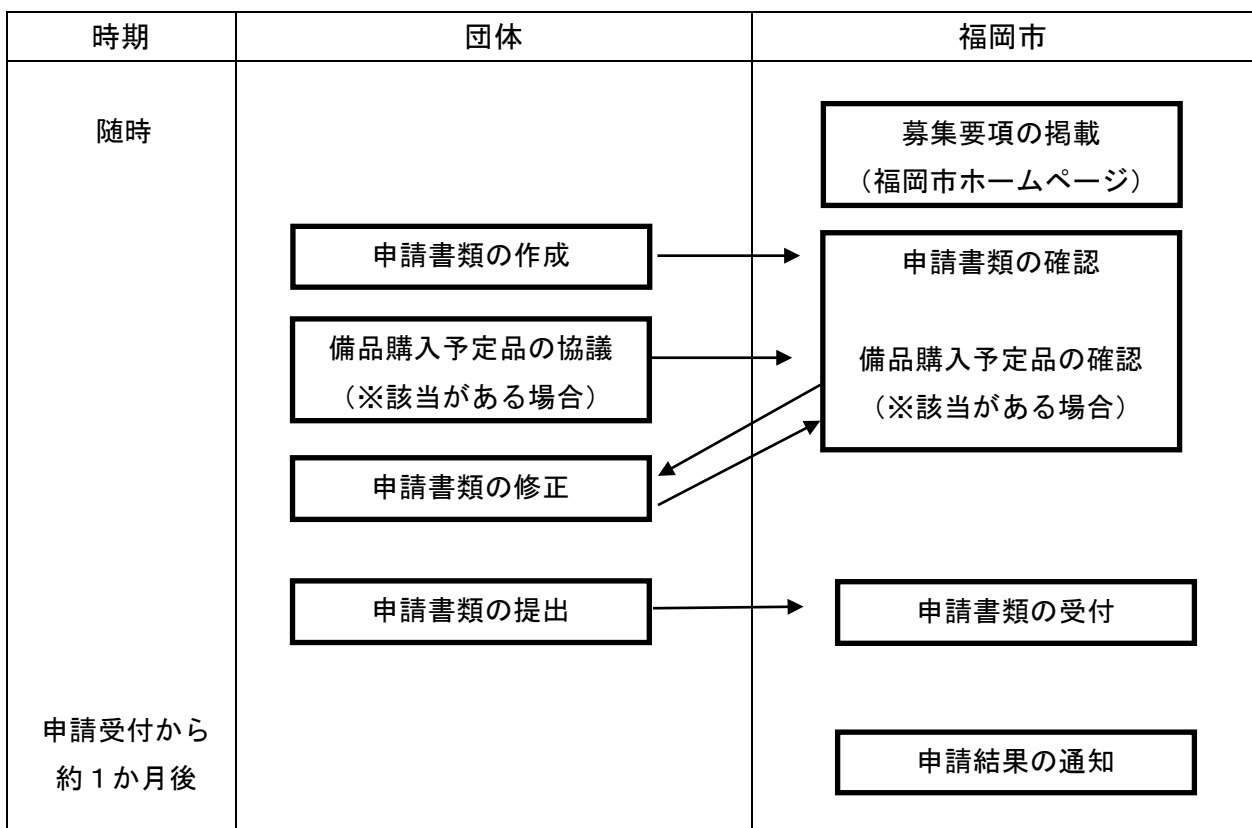 時期
団体
福岡市
随時
募集要項の掲載
（福岡市ホームページ）
申請書類の作成
申請書類の確認
備品購入予定品の協議
（※該当がある場合）
備品購入予定品の確認
（※該当がある場合）
申請書類の修正
申請書類の提出
申請書類の受付
申請受付から
約１か月後
申請結果の通知